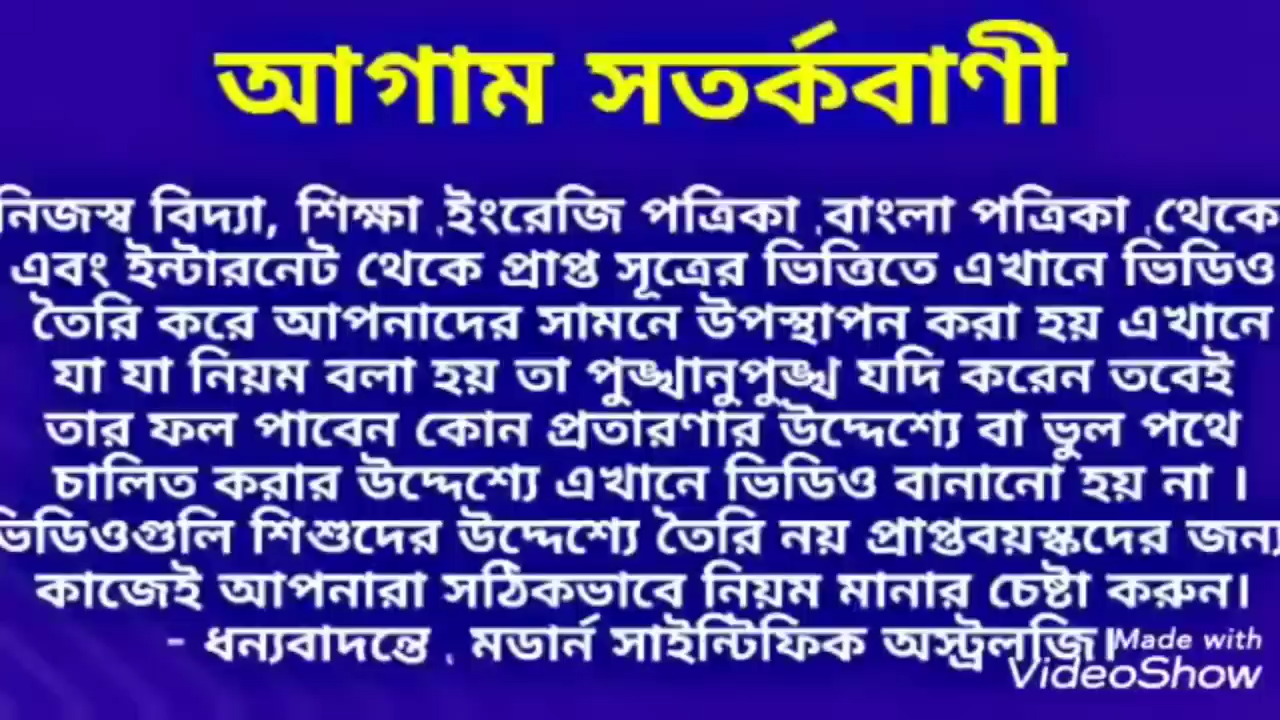 আগাম সতর্কবাণী
নিজস্ব বিদ্যা, শিক্ষা ,ইংরেজি পত্রিকা ,বাংলা পত্রিকা ,থেকে
এবং ইন্টারনেট থেকে প্রাপ্ত সূত্রের ভিত্তিতে এখানে ভিডিও
তৈরি করে আপনাদের সামনে উপস্থাপন করা হয় এখানে
যা যা নিয়ম বলা হয় তা পুঙ্খানুপুঙ্খ যদি করেন তবেই
তার ফল পাবেন কোন প্রতারণার উদ্দেশ্যে বা ভুল পথে
চালিত করার উদ্দেশ্যে এখানে ভিডিও বানানো হয় না ।
ভিডিওগুলি শিশুদের উদ্দেশ্যে তৈরি নয় প্রাপ্তবয়স্কদের জন্য
কাজেই আপনারা সঠিকভাবে নিয়ম মানার চেষ্টা করুন।
- ধন্যবাদন্তে , মডার্ন সাইন্টিফিক অস্ট্রলজি।
Made with
VideoShow